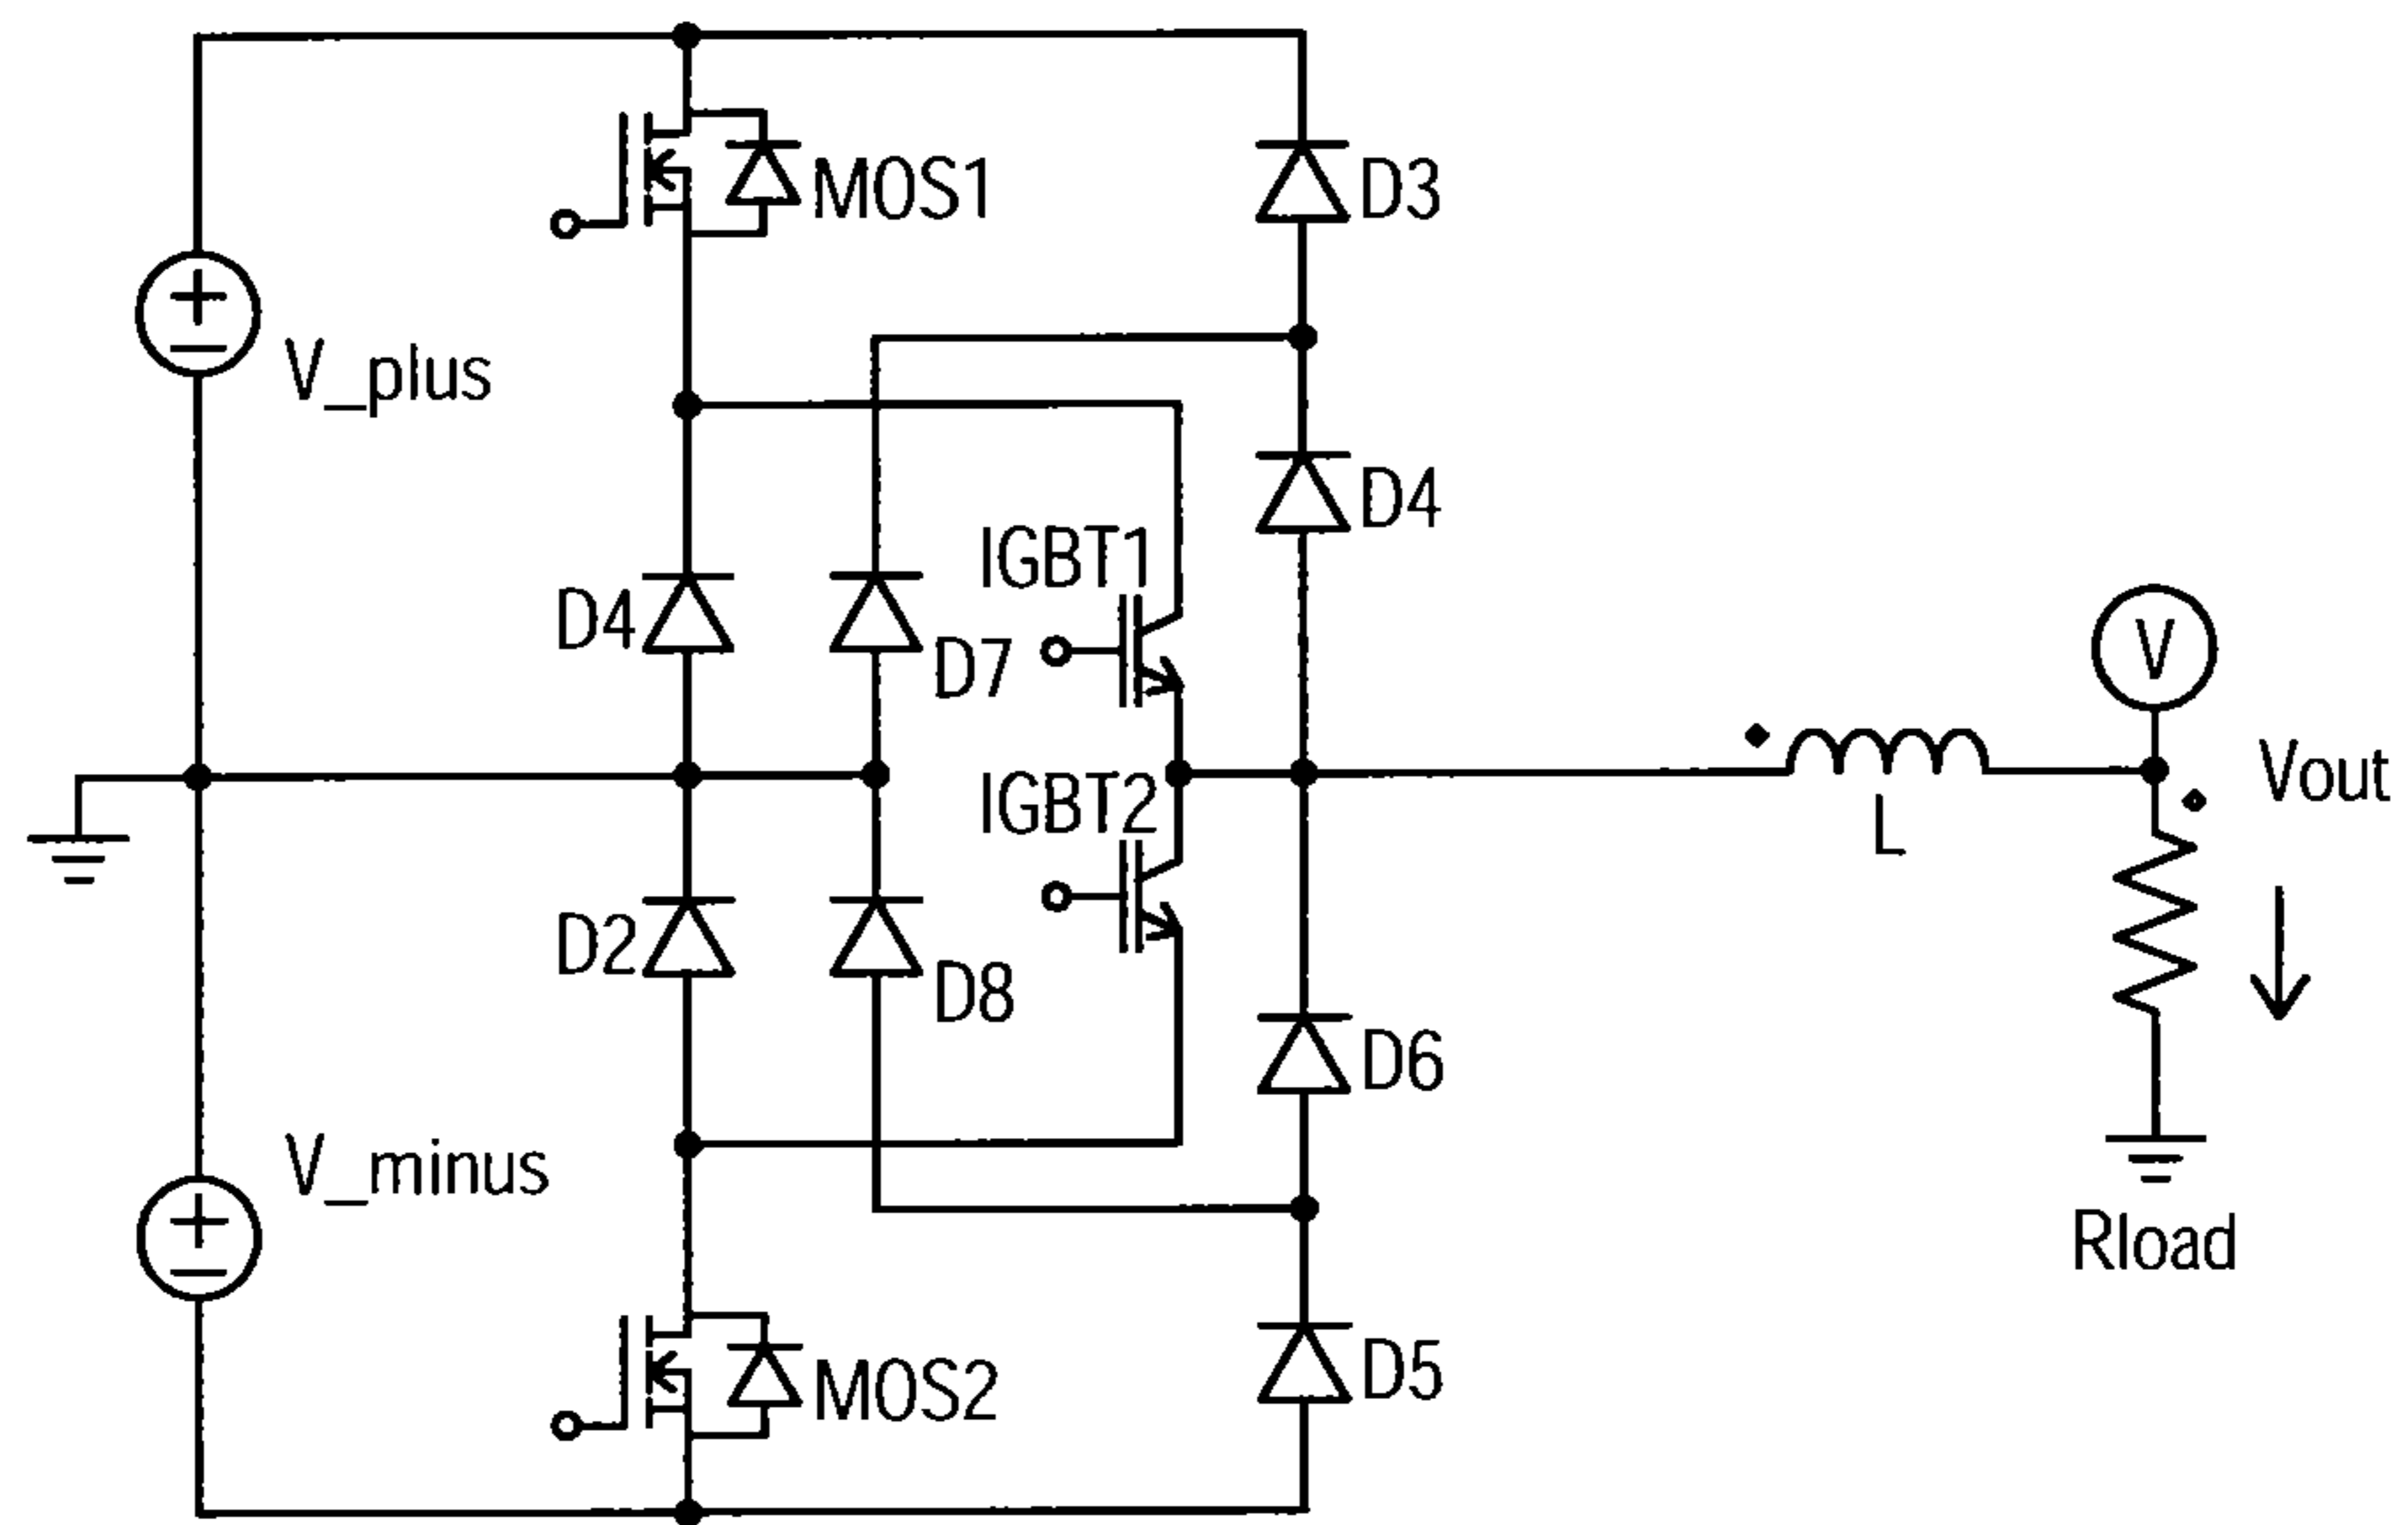 MOS1
D3
V_plus
D4
IGBT1
D4
D7
V
IGBT2
Vout
L
D2
D8
D6
V_minus
Rload
MOS2
D5